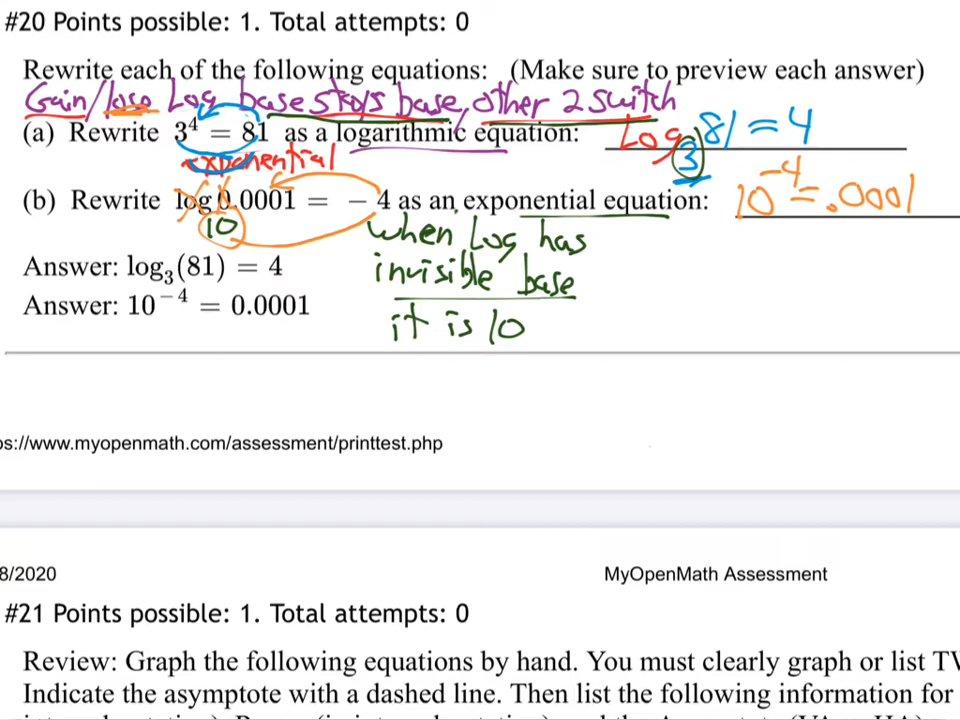 #20 Points possible: 1. Total attempts: 0
Rewrite each of the following equations: (Make sure to preview each answer)
Gain/lose Log base stays base, other 2 switch
(a) Rewrite 3^4 = 81 as a logarithmic equation: Log_3 81 = 4
exponential
(b) Rewrite log 0.0001 = − 4 as an exponential equation: 10^-4 = .0001
10
when Log has
invisible base
it is 10
Answer: log_3(81) = 4
Answer: 10^−4 = 0.0001
ps://www.myopenmath.com/assessment/printtest.php
8/2020 MyOpenMath Assessment
#21 Points possible: 1. Total attempts: 0
Review: Graph the following equations by hand. You must clearly graph or list TV
Indicate the asymptote with a dashed line. Then list the following information for